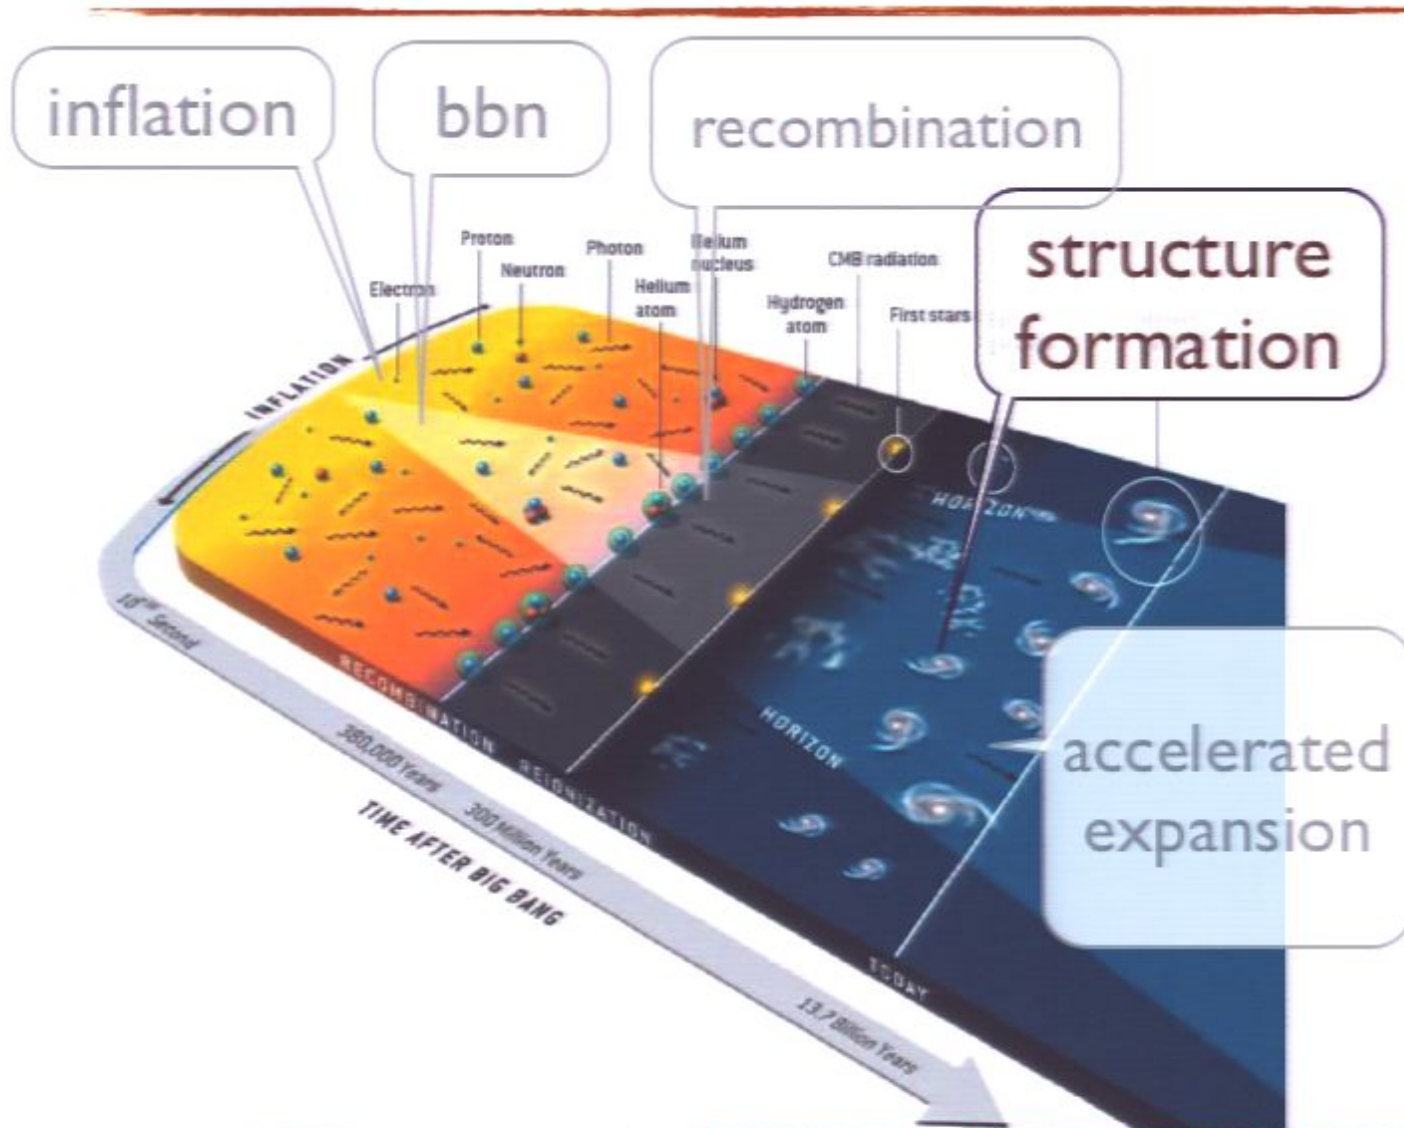 inflation
bbn
recombination
structure
formation
accelerated
expansion
Proton
Neutron
Electron
Photon
Helium
nucleus
Helium
atom
Hydrogen
atom
CMB radiation
First stars
INFLATION
HORIZON
HORIZON
RECOMBINATION
REIONIZATION
TODAY
Second
380,000 Years
300 Million Years
13.7 Billion Years
TIME AFTER BIG BANG